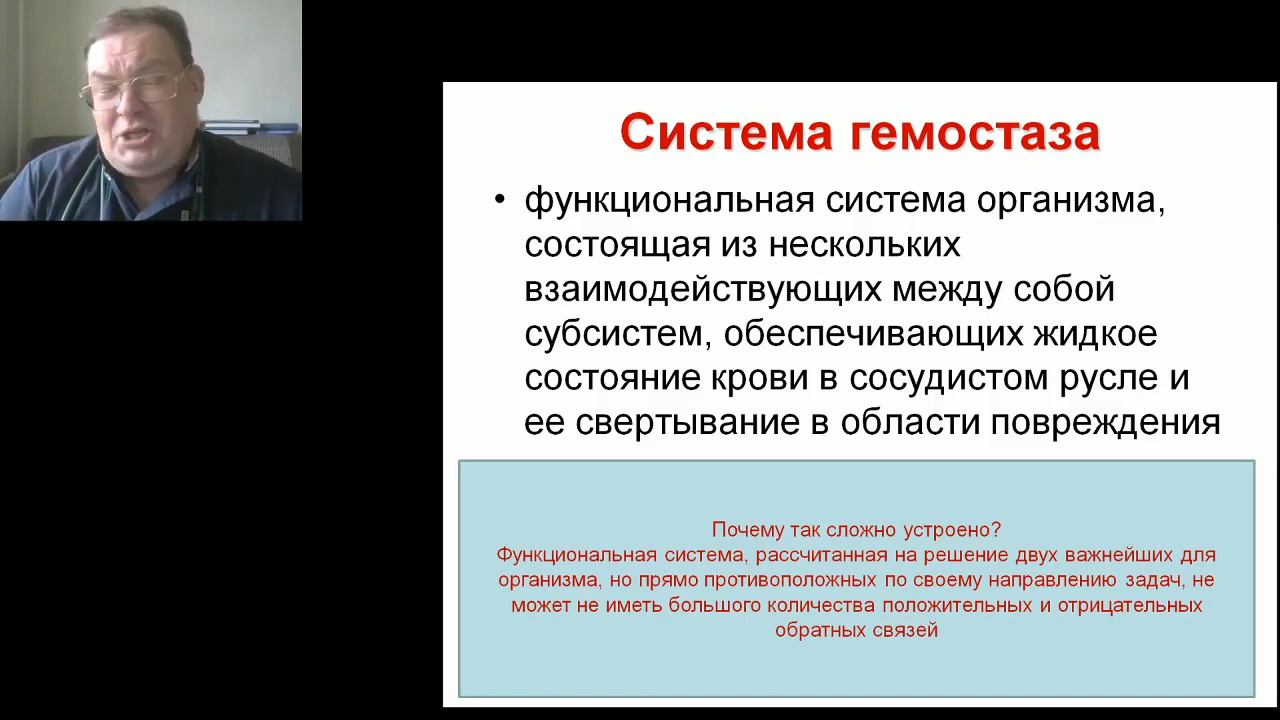 Система гемостаза
• функциональная система организма,
состоящая из нескольких
взаимодействующих между собой
субсистем, обеспечивающих жидкое
состояние крови в сосудистом русле и
ее свертывание в области повреждения
Почему так сложно устроено?
Функциональная система, рассчитанная на решение двух важнейших для
организма, но прямо противоположных по своему направлению задач, не
может не иметь большого количества положительных и отрицательных
обратных связей